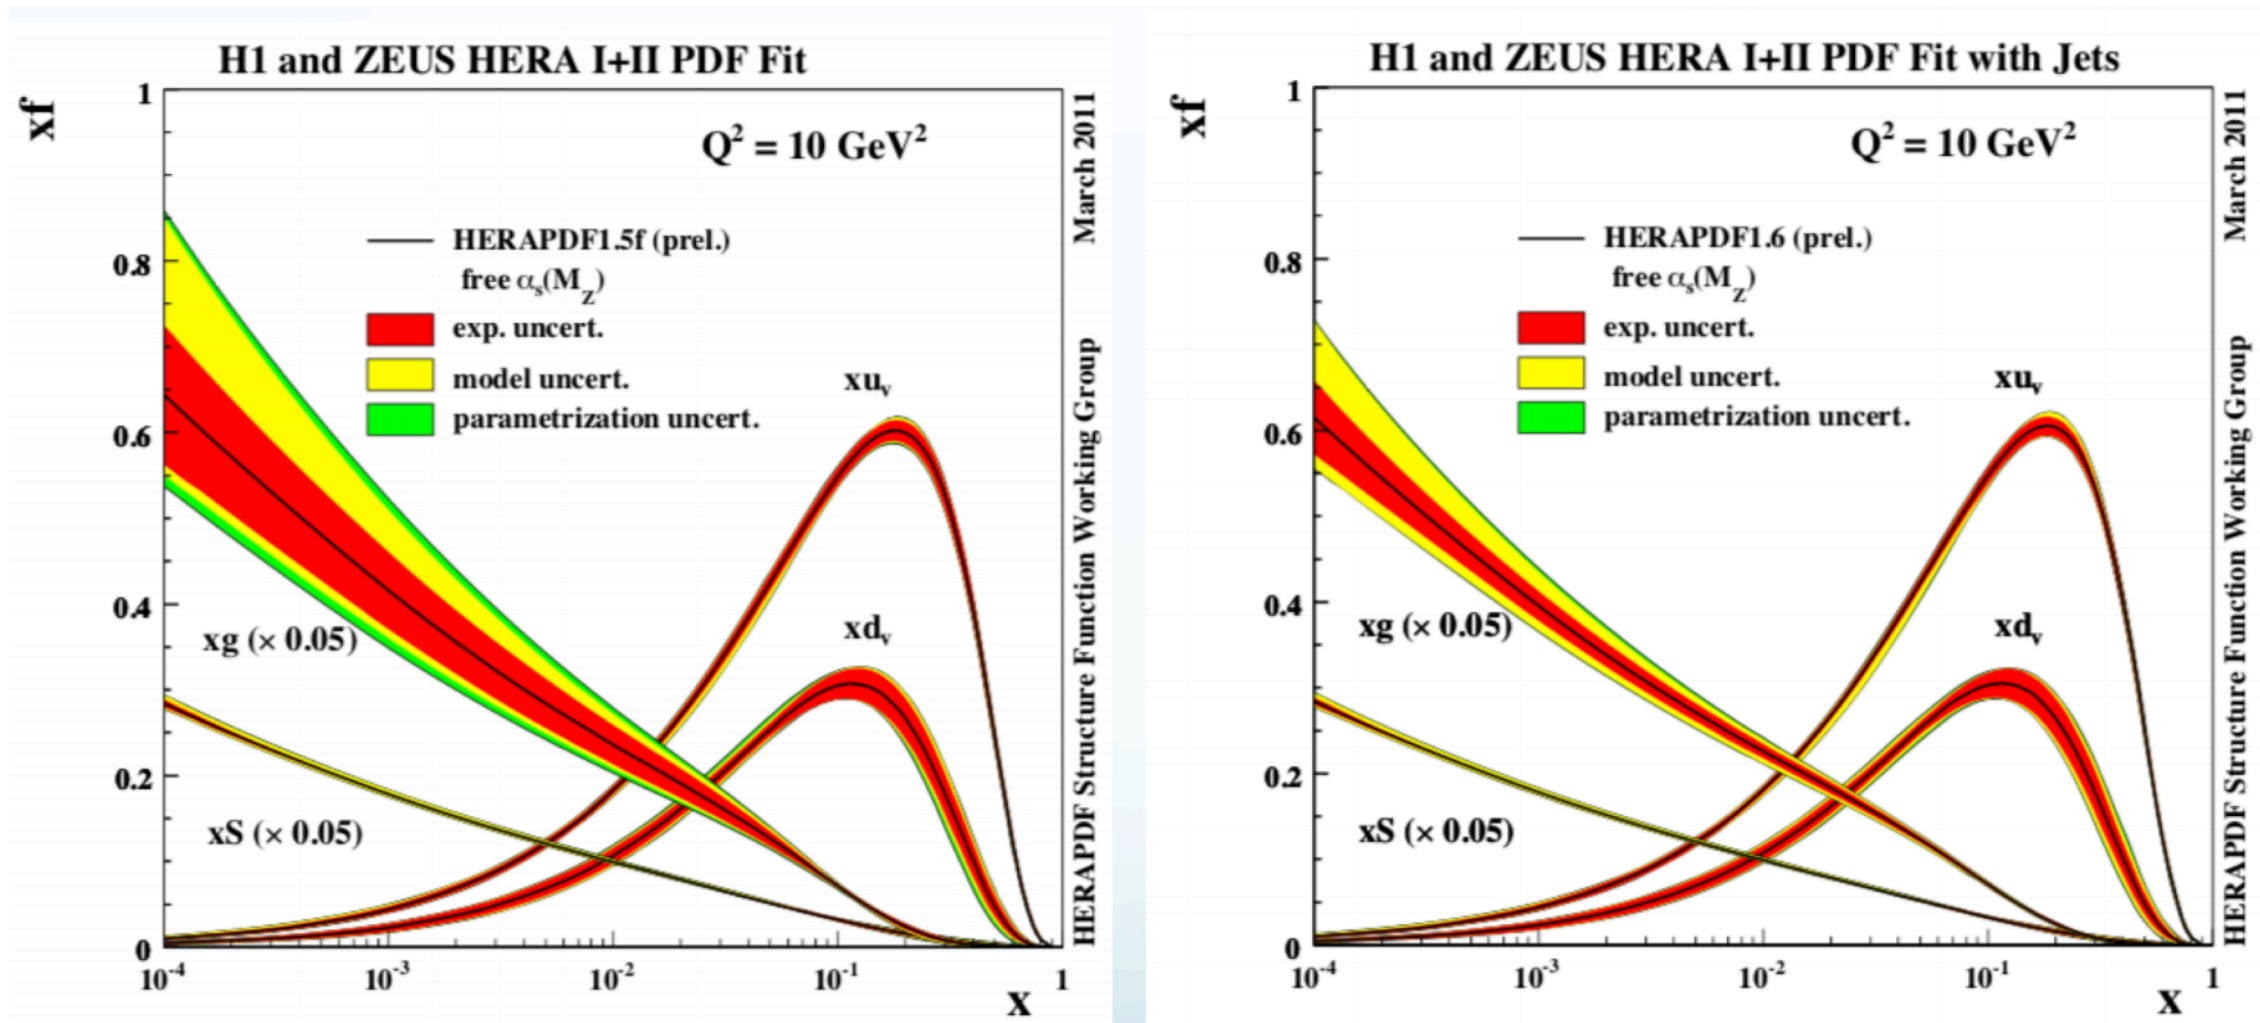 H1 and ZEUS HERA I+II PDF Fit
xf
1
0.8
0.6
0.4
0.2
0
Q² = 10 GeV²
HERAPDF1.5f (prel.)
free αs(MZ)
exp. uncert.
model uncert.
parametrization uncert.
xuv
xdv
xg (× 0.05)
xS (× 0.05)
10⁻⁴
10⁻³
10⁻²
10⁻¹
1
x
HERAPDF Structure Function Working Group
March 2011
H1 and ZEUS HERA I+II PDF Fit with Jets
xf
1
0.8
0.6
0.4
0.2
0
Q² = 10 GeV²
HERAPDF1.6 (prel.)
free αs(MZ)
exp. uncert.
model uncert.
parametrization uncert.
xuv
xdv
xg (× 0.05)
xS (× 0.05)
10⁻⁴
10⁻³
10⁻²
10⁻¹
1
x
HERAPDF Structure Function Working Group
March 2011